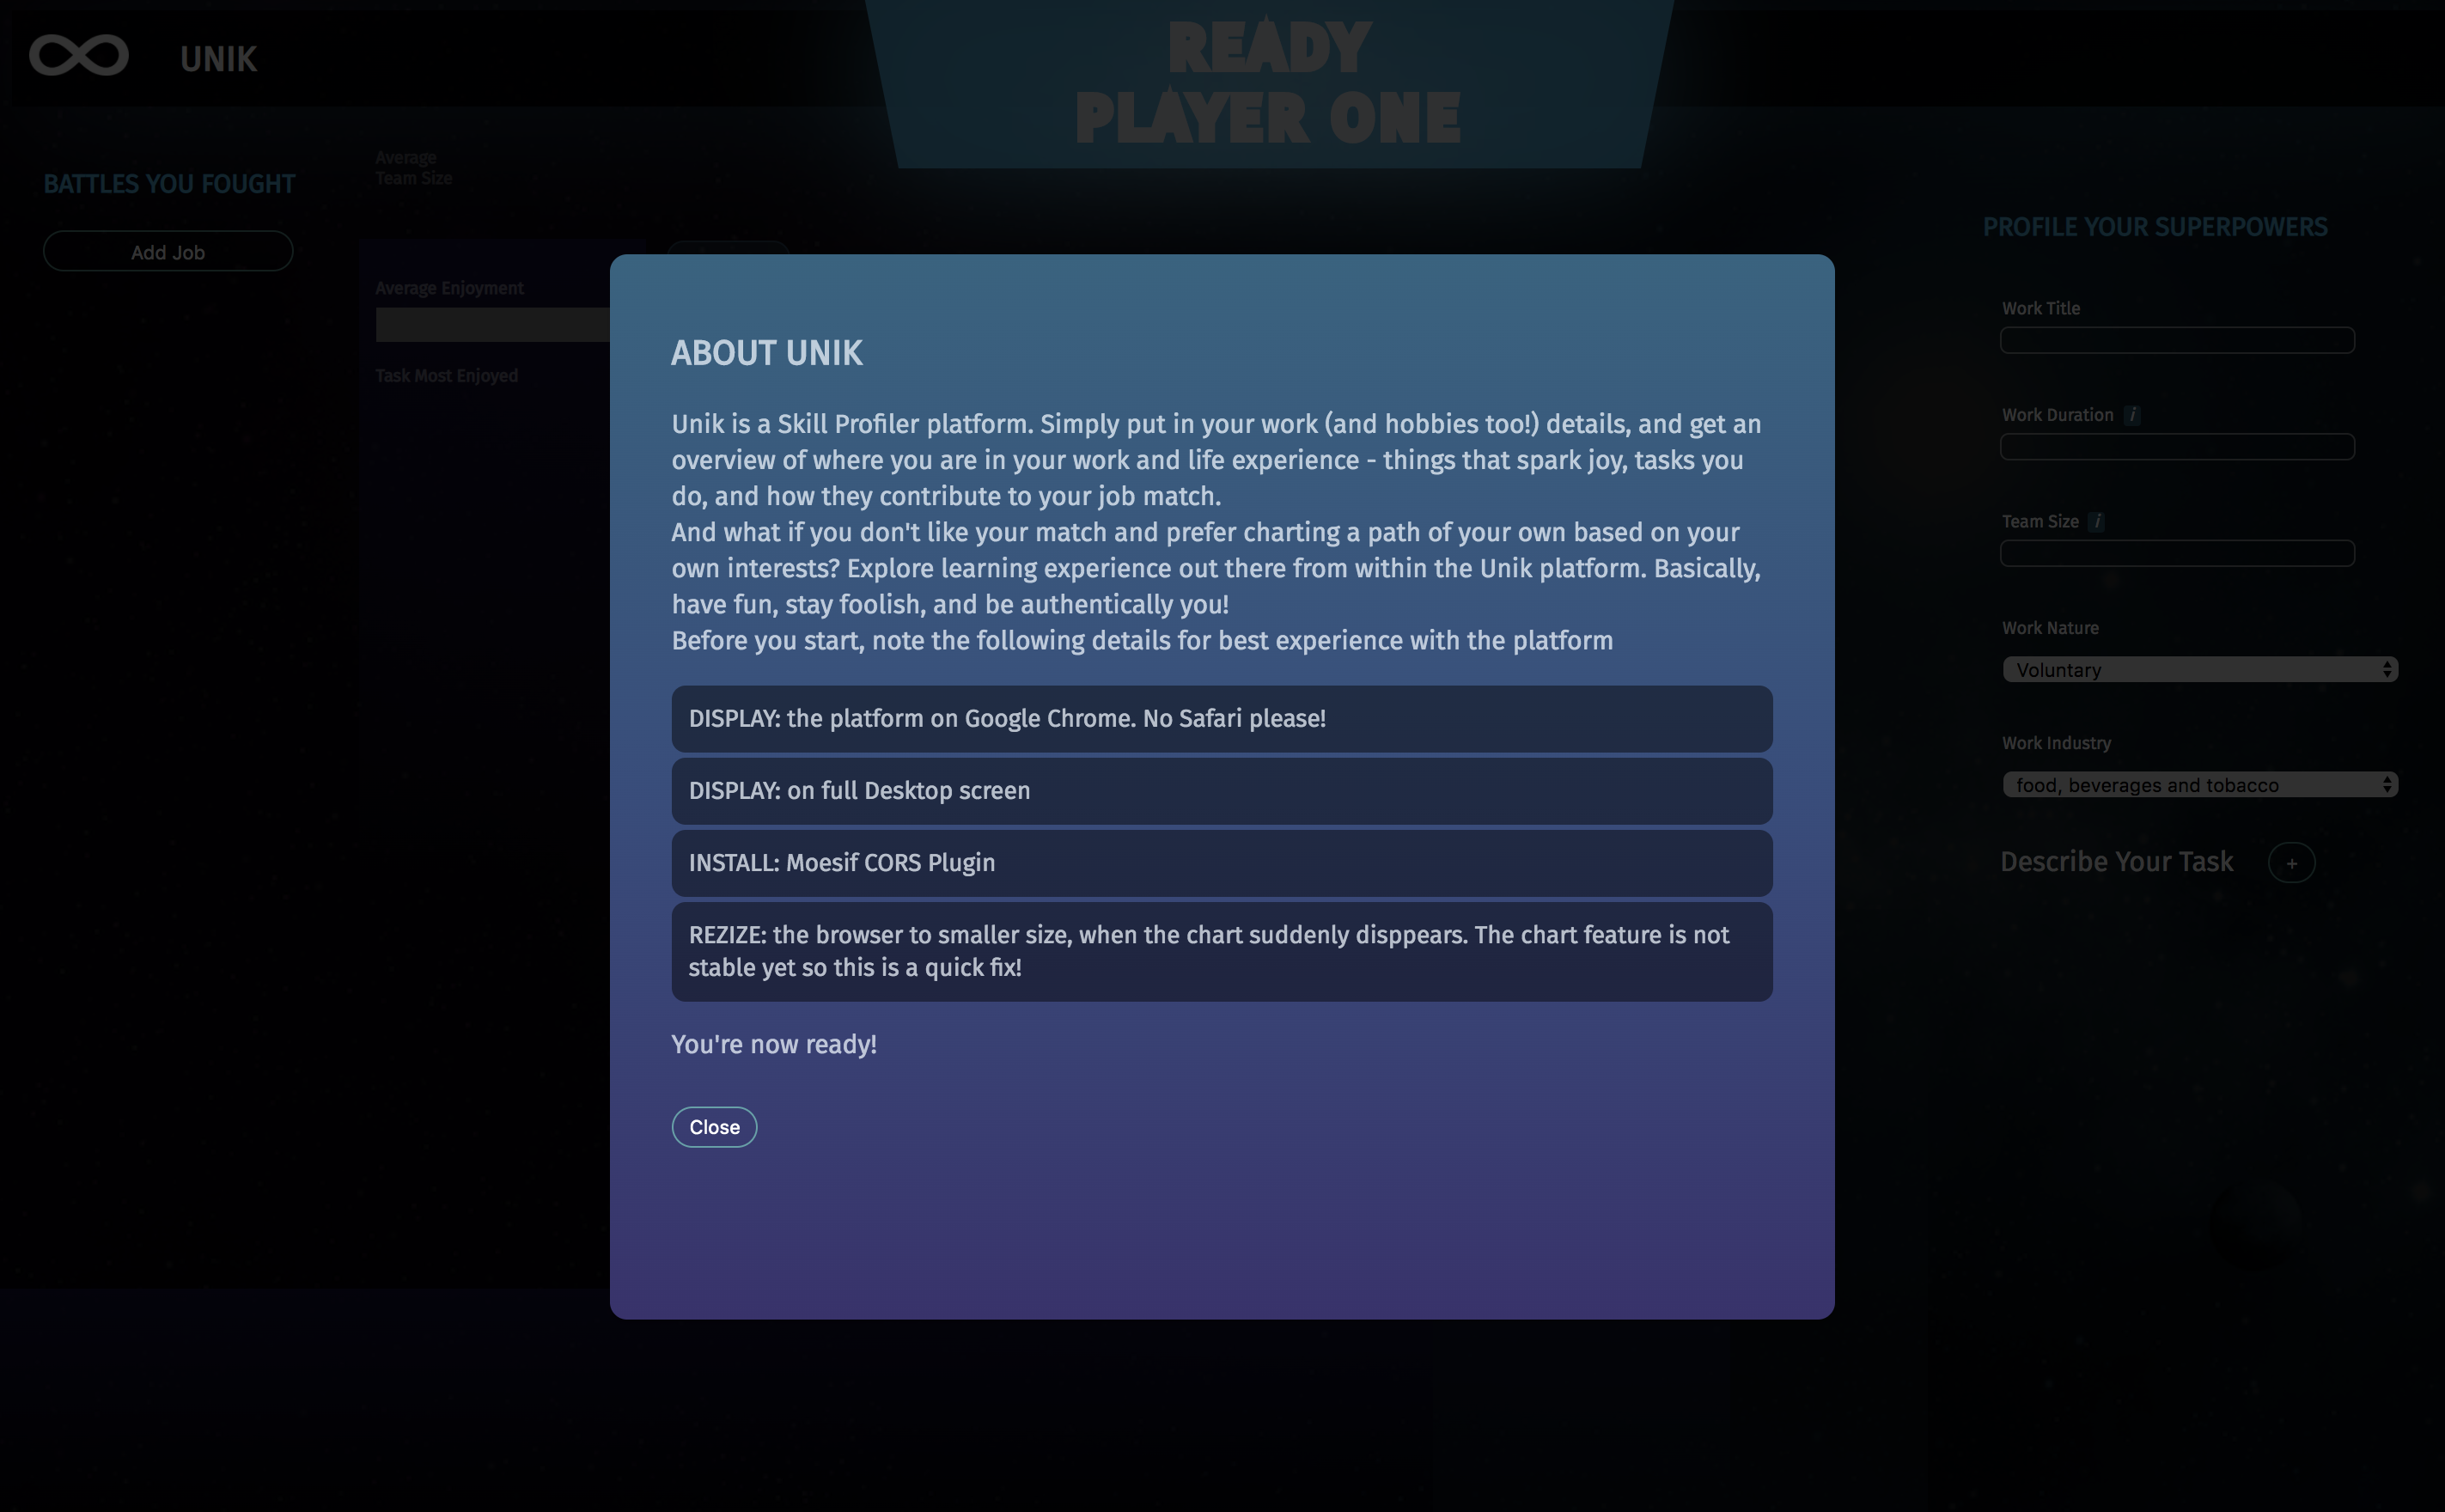 UNIK
READY
PLAYER ONE
BATTLES YOU FOUGHT
Add Job
Average
Team Size
Average Enjoyment
Task Most Enjoyed
ABOUT UNIK
Unik is a Skill Profiler platform. Simply put in your work (and hobbies too!) details, and get an
overview of where you are in your work and life experience - things that spark joy, tasks you
do, and how they contribute to your job match.
And what if you don't like your match and prefer charting a path of your own based on your
own interests? Explore learning experience out there from within the Unik platform. Basically,
have fun, stay foolish, and be authentically you!
Before you start, note the following details for best experience with the platform
DISPLAY: the platform on Google Chrome. No Safari please!
DISPLAY: on full Desktop screen
INSTALL: Moesif CORS Plugin
REZIZE: the browser to smaller size, when the chart suddenly disppears. The chart feature is not
stable yet so this is a quick fix!
You're now ready!
Close
PROFILE YOUR SUPERPOWERS
Work Title
Work Duration i
Team Size i
Work Nature
Voluntary
Work Industry
food, beverages and tobacco
Describe Your Task +